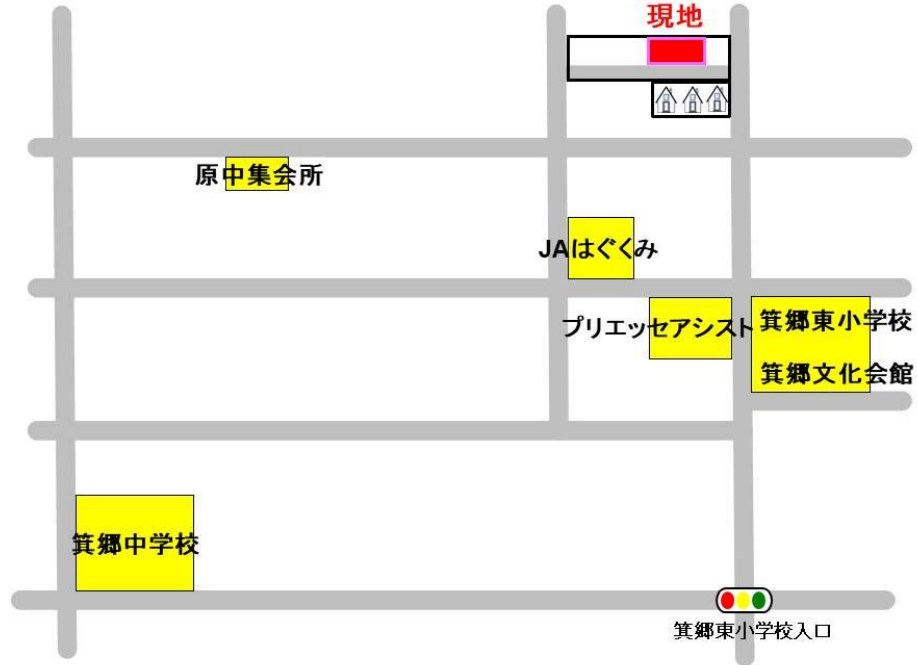 現地
原中集会所
JAはぐくみ
プリエッセアシスト
箕郷東小学校
箕郷文化会館
箕郷中学校
箕郷東小学校入口